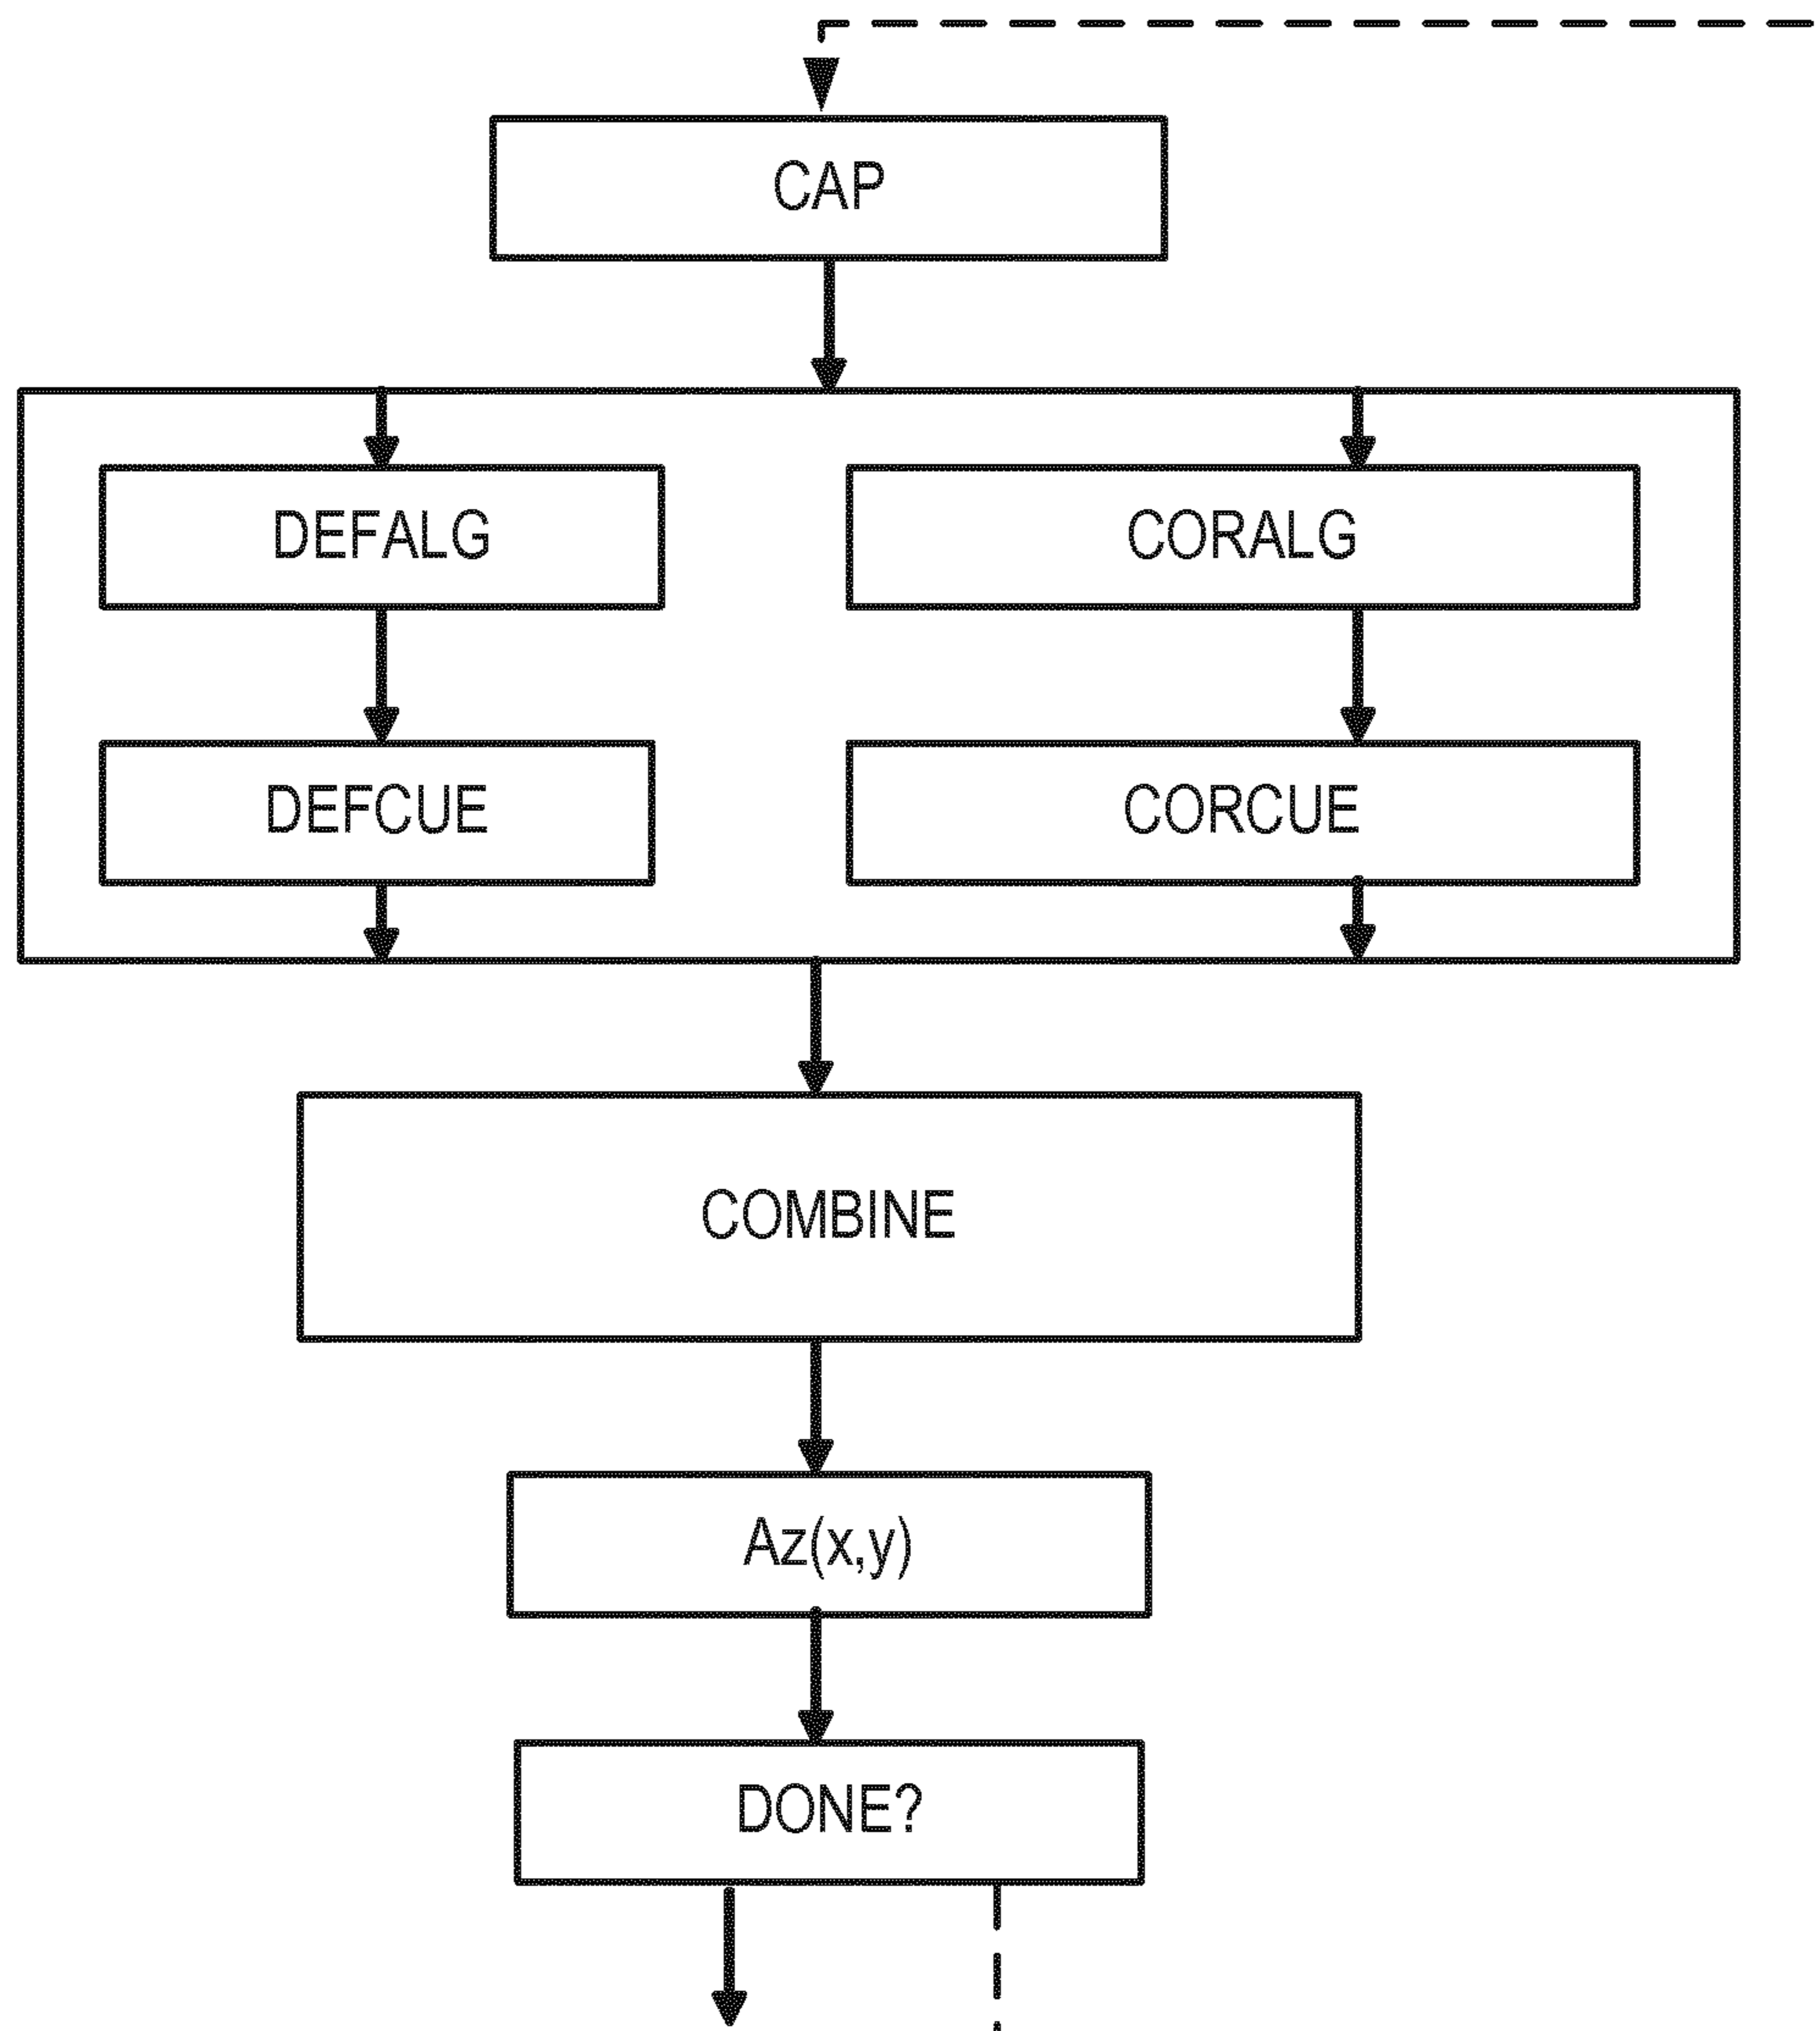 CAP
DEFALG
CORALG
DEFCUE
CORCUE
COMBINE
Az(x,y)
DONE?